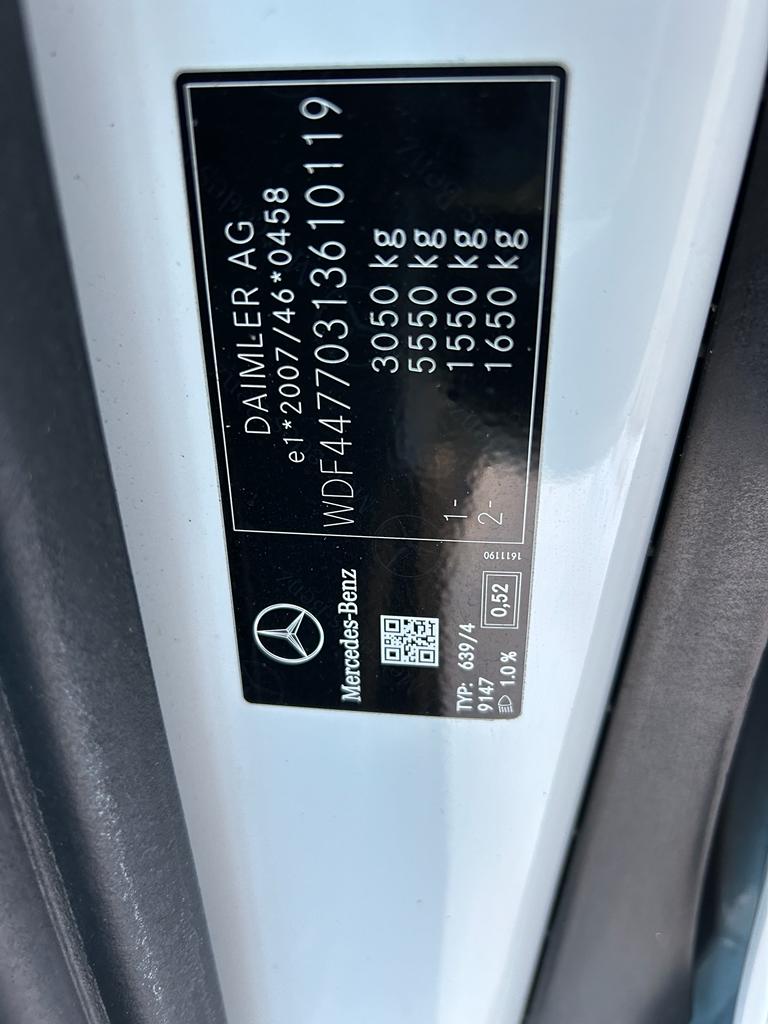 DAIMLER AG
e1*2007/46*0458
WDF44770313610119
3050 kg
5550 kg
1- 1550 kg
2- 1650 kg
Mercedes-Benz
TYP: 639/4
9147
1.0 %
0,52
1611190